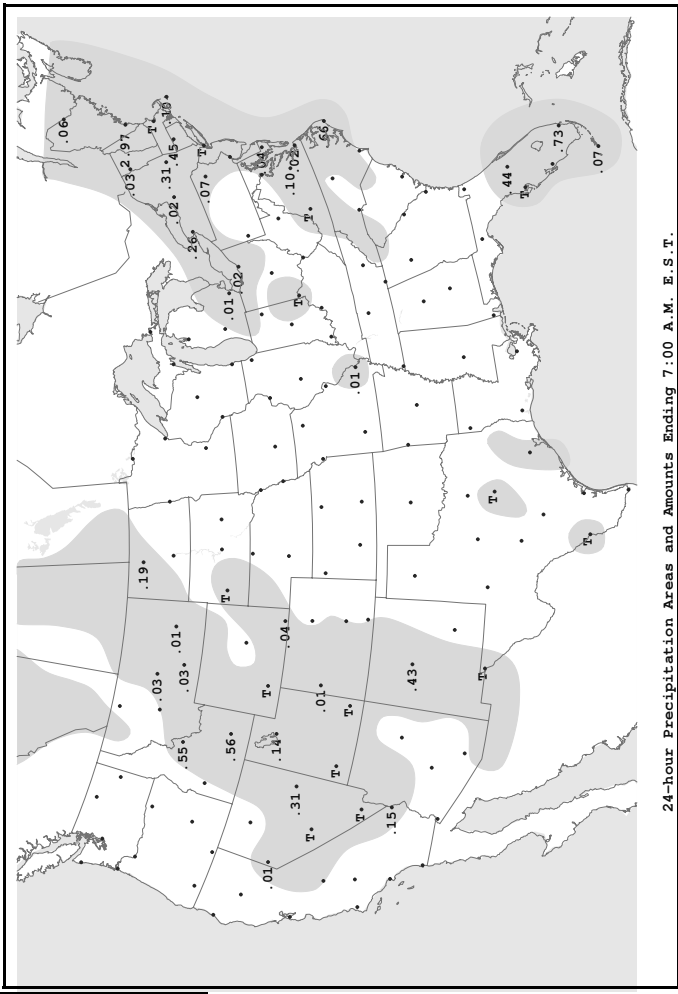 .06
.03
2.97
.19
T
.03
.31
.19
.01
.02
.45
.55
.03
.26
T
.07
T
.01
.56
.02
.04
.01
T
.14
.04
.10
.02
.31
T
T
T
.01
.66
T
T
.01
T
.15
.43
T
T
.44
T
.73
T
.07
24-hour Precipitation Areas and Amounts Ending 7:00 A.M. E.S.T.